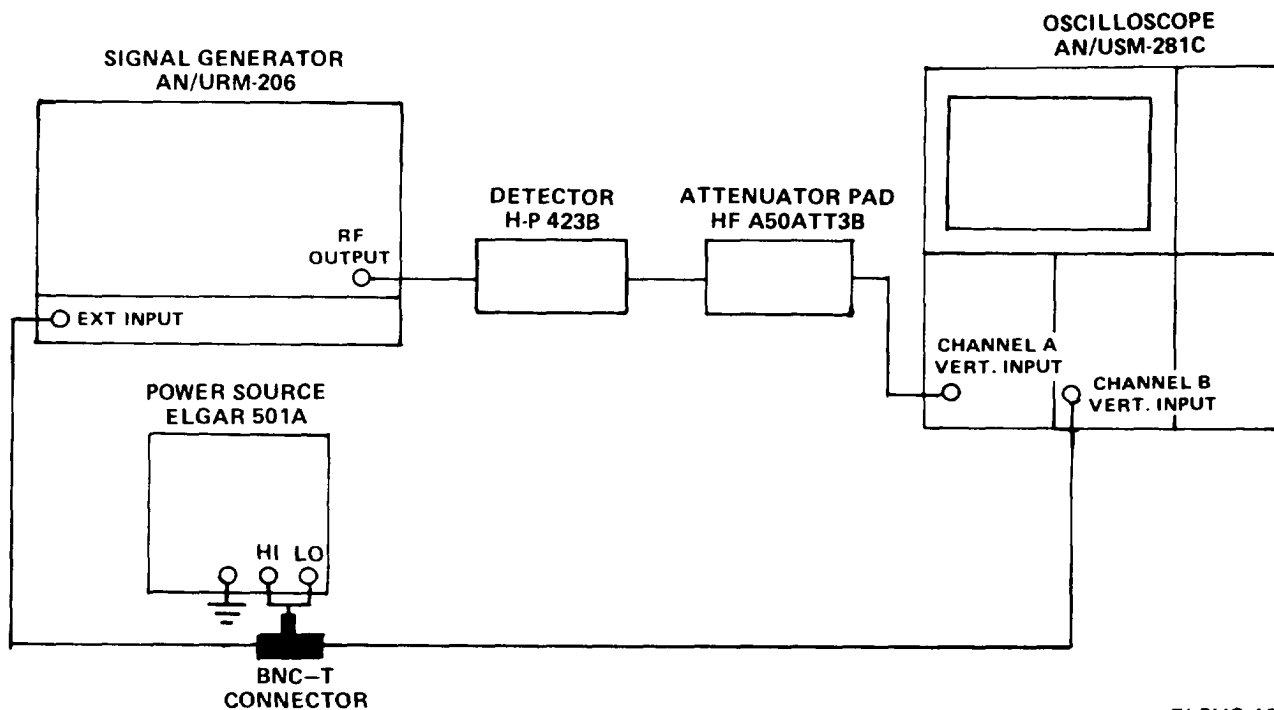 OSCILLOSCOPE
AN/USM-281C
SIGNAL GENERATOR
AN/URM-206
DETECTOR
H-P 423B
ATTENUATOR PAD
HF A50ATT3B
RF
OUTPUT
EXT INPUT
CHANNEL A
VERT. INPUT
CHANNEL B
VERT. INPUT
POWER SOURCE
ELGAR 501A
HI LO
BNC–T
CONNECTOR